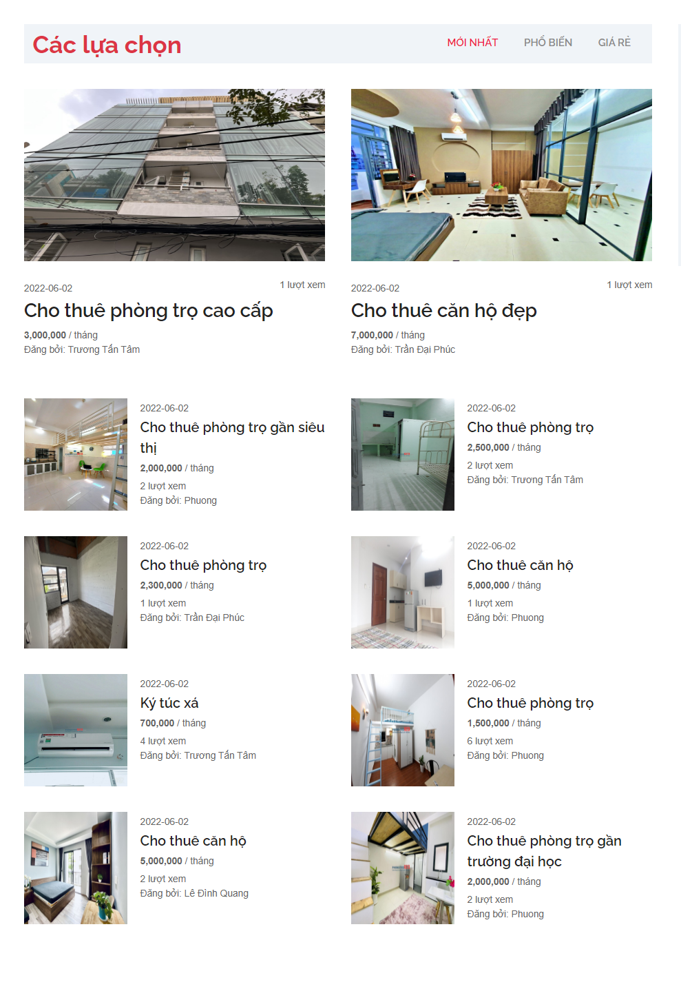 Các lựa chọn
MỚI NHẤT
PHỔ BIẾN
GIÁ RẺ
2022-06-02
1 lượt xem
Cho thuê phòng trọ cao cấp
3,000,000 / tháng
Đăng bởi: Trương Tấn Tâm
2022-06-02
1 lượt xem
Cho thuê căn hộ đẹp
7,000,000 / tháng
Đăng bởi: Trần Đại Phúc
2022-06-02
Cho thuê phòng trọ gần siêu
thị
2,000,000 / tháng
2 lượt xem
Đăng bởi: Phuong
2022-06-02
Cho thuê phòng trọ
2,500,000 / tháng
2 lượt xem
Đăng bởi: Trương Tấn Tâm
2022-06-02
Cho thuê phòng trọ
2,300,000 / tháng
1 lượt xem
Đăng bởi: Trần Đại Phúc
2022-06-02
Cho thuê căn hộ
5,000,000 / tháng
1 lượt xem
Đăng bởi: Phuong
2022-06-02
Ký túc xá
700,000 / tháng
4 lượt xem
Đăng bởi: Trương Tấn Tâm
2022-06-02
Cho thuê phòng trọ
1,500,000 / tháng
6 lượt xem
Đăng bởi: Phuong
2022-06-02
Cho thuê căn hộ
5,000,000 / tháng
2 lượt xem
Đăng bởi: Lê Đình Quang
2022-06-02
Cho thuê phòng trọ gần
trường đại học
2,000,000 / tháng
2 lượt xem
Đăng bởi: Phuong